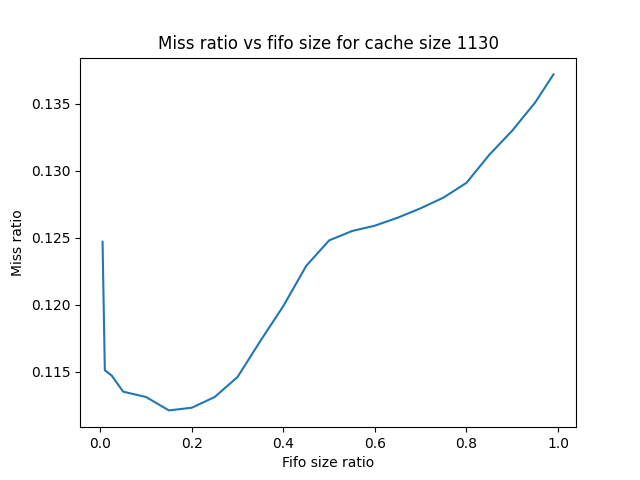 Miss ratio vs fifo size for cache size 1130
0.135
0.130
0.125
0.120
0.115
Miss ratio
0.0 0.2 0.4 0.6 0.8 1.0
Fifo size ratio